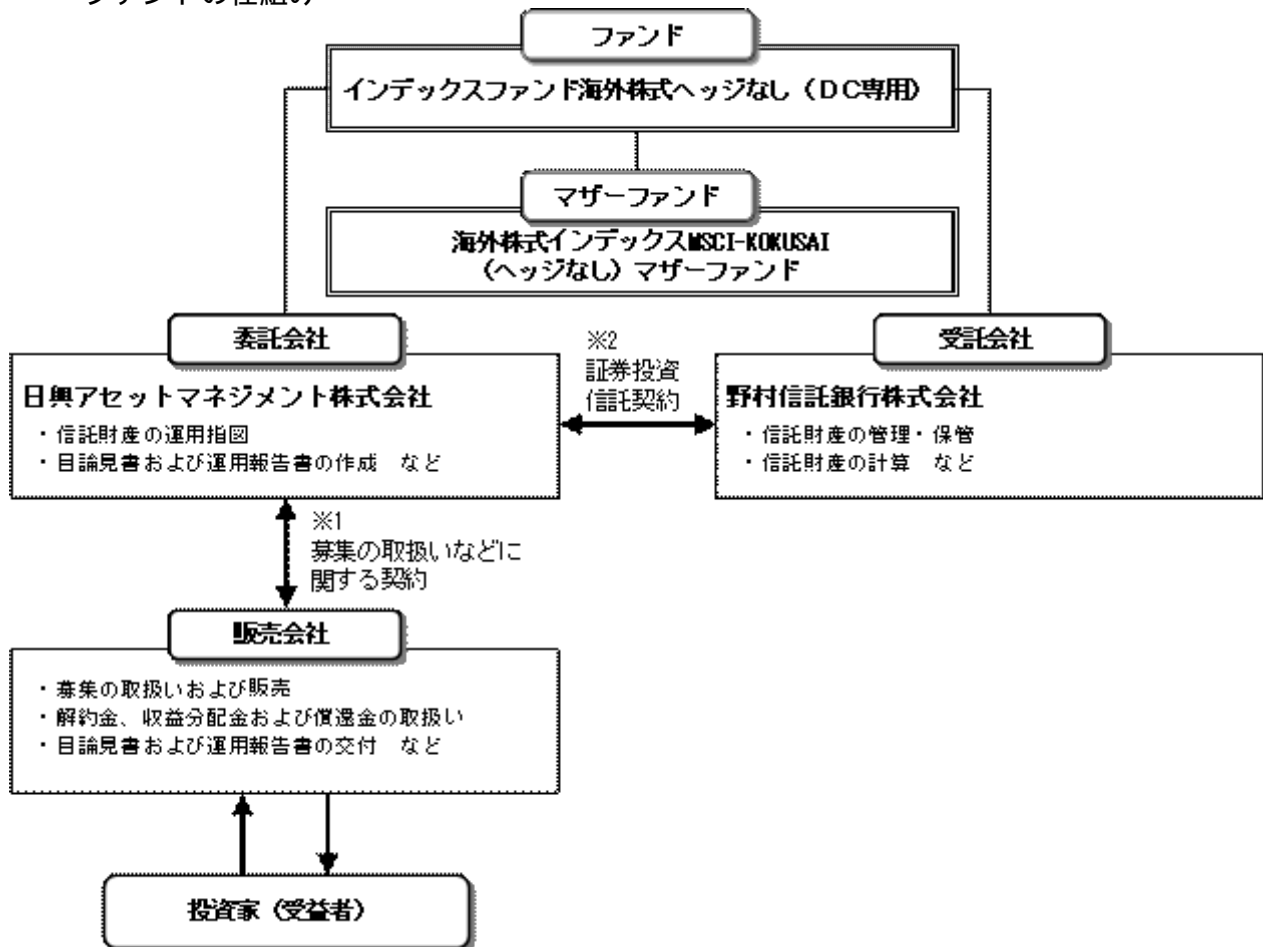 ファンドの仕組み
ファンド
インデックスファンド海外株式ヘッジなし（DC専用）
マザーファンド
海外株式インデックスMSCI-KOKUSAI
（ヘッジなし）マザーファンド
委託会社
日興アセットマネジメント株式会社
・信託財産の運用指図
・目論見書および運用報告書の作成　など
※2
証券投資
信託契約
受託会社
野村信託銀行株式会社
・信託財産の管理・保管
・信託財産の計算　など
※1
募集の取扱いなどに
関する契約
販売会社
・募集の取扱いおよび販売
・解約金、収益分配金および償還金の取扱い
・目論見書および運用報告書の交付　など
投資家（受益者）